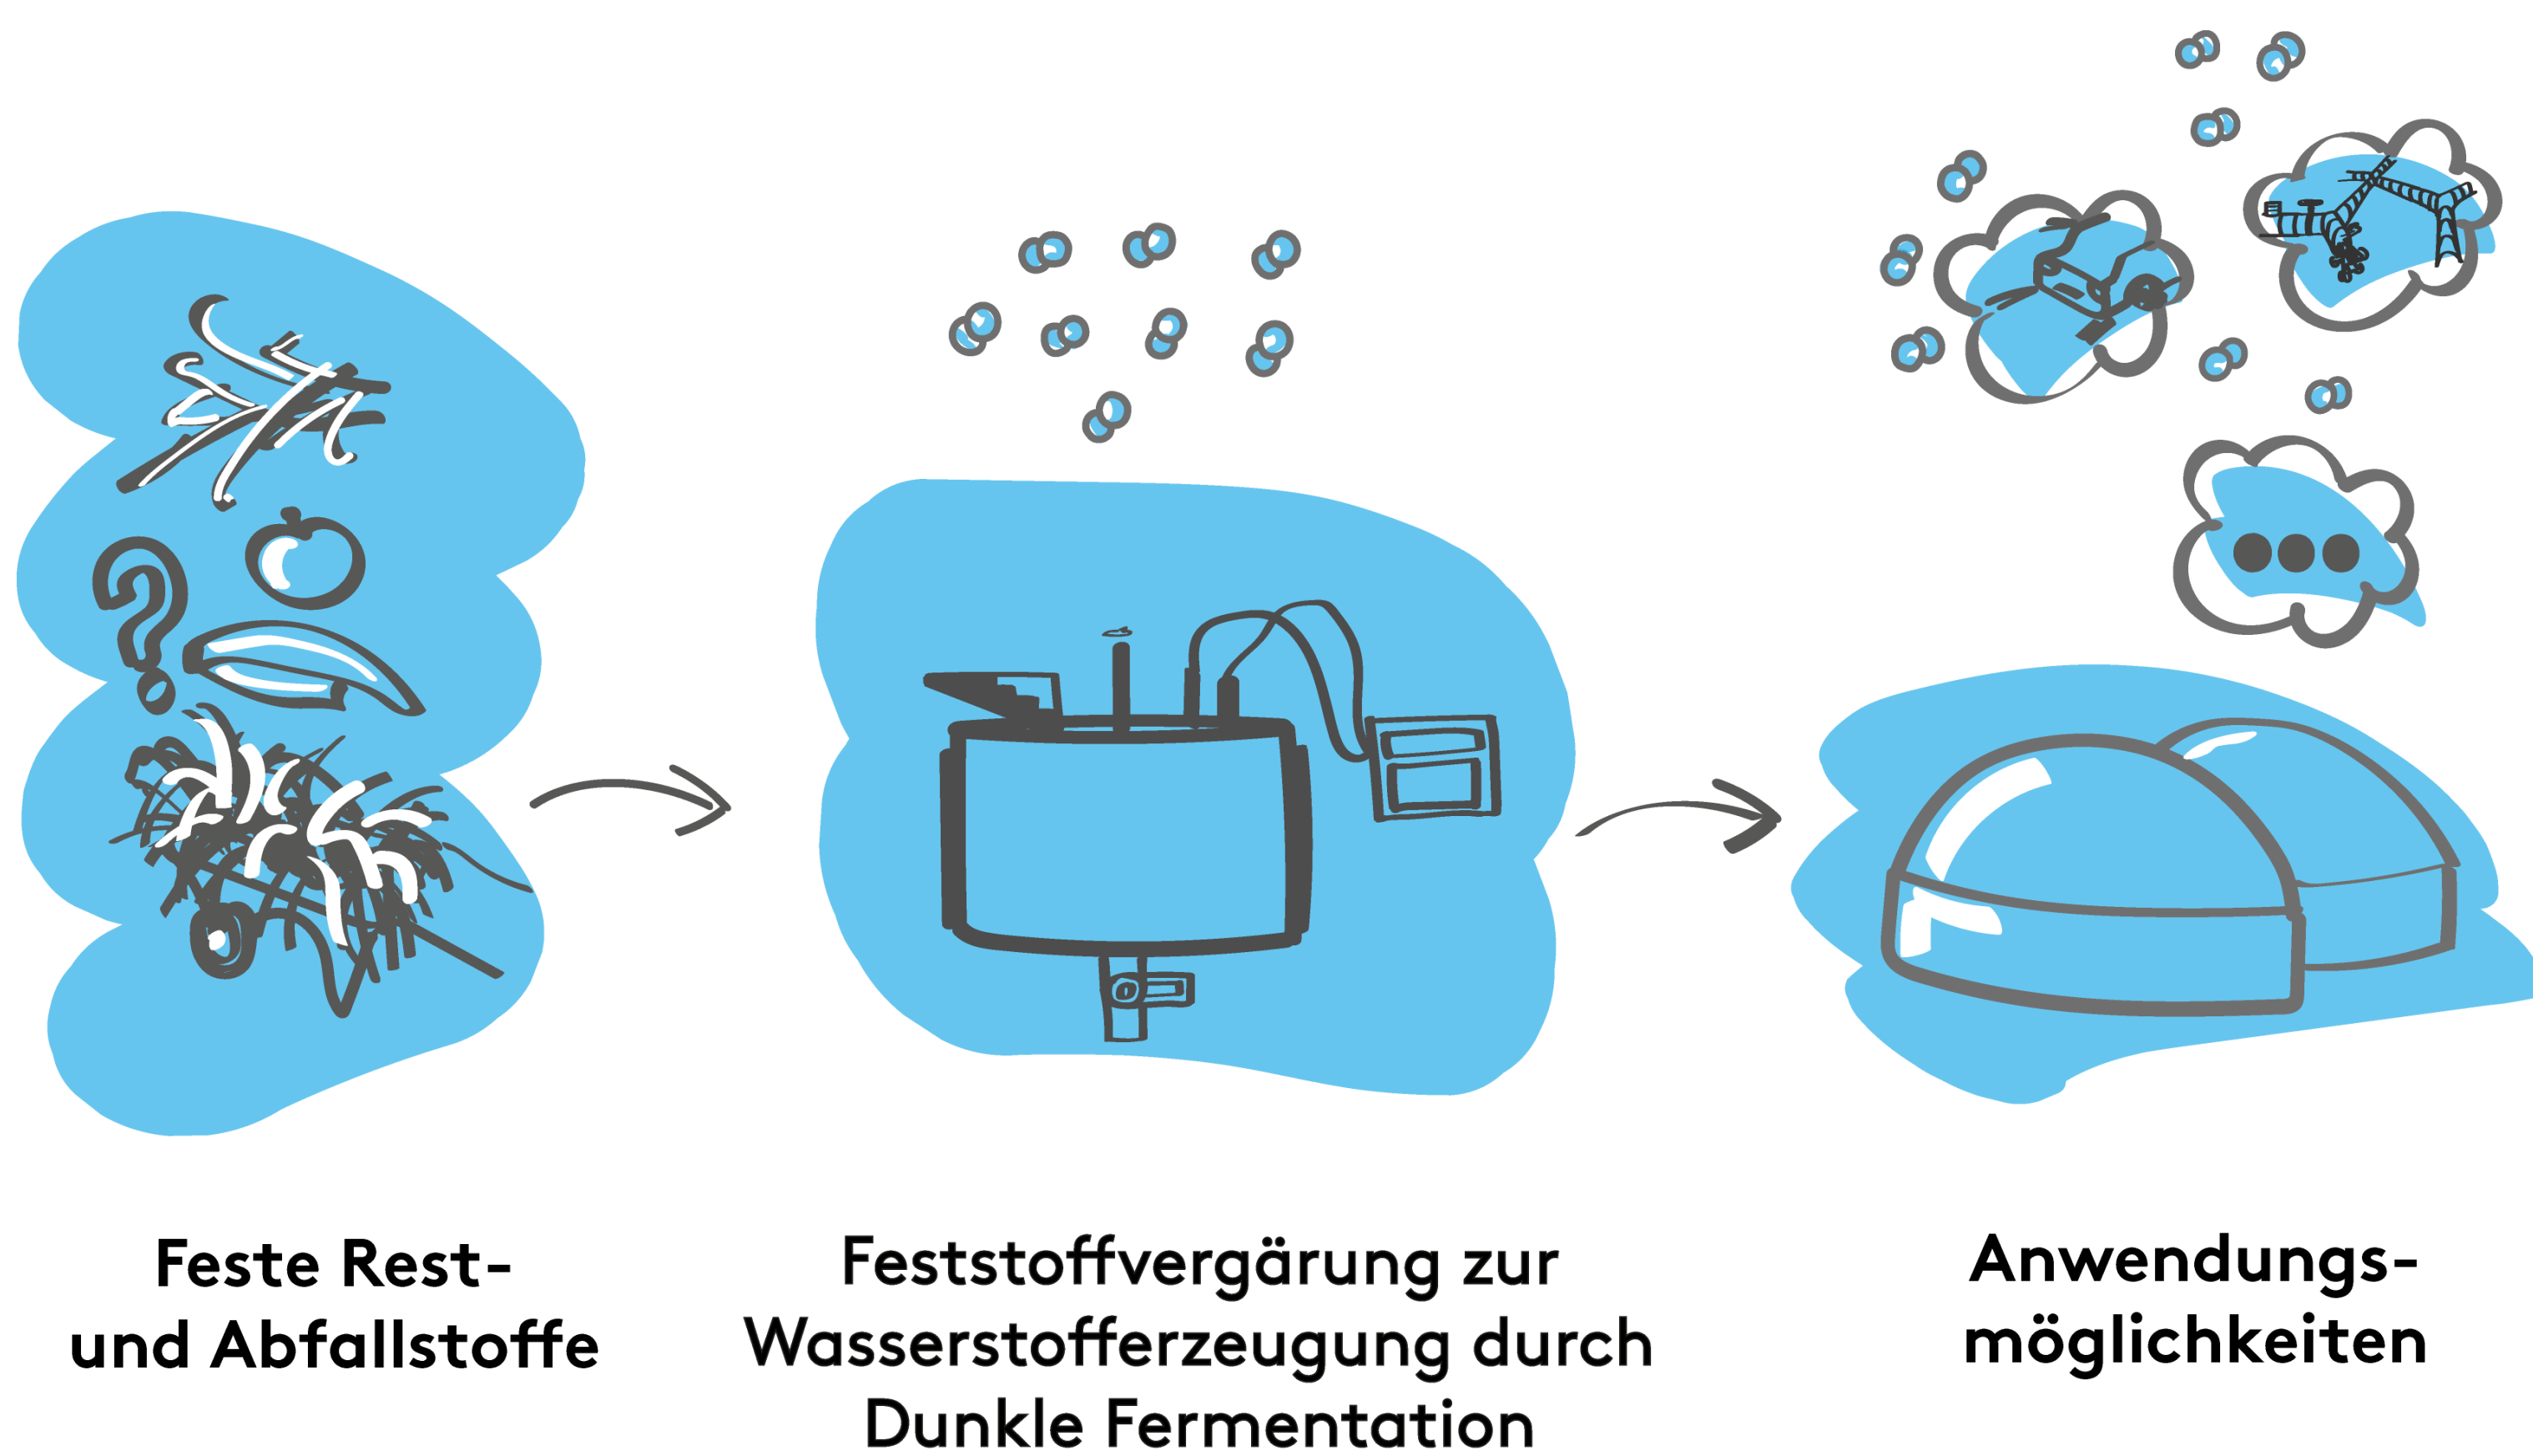 Feste Rest-
und Abfallstoffe
Feststoffvergärung zur
Wasserstofferzeugung durch
Dunkle Fermentation
Anwendungs-
möglichkeiten